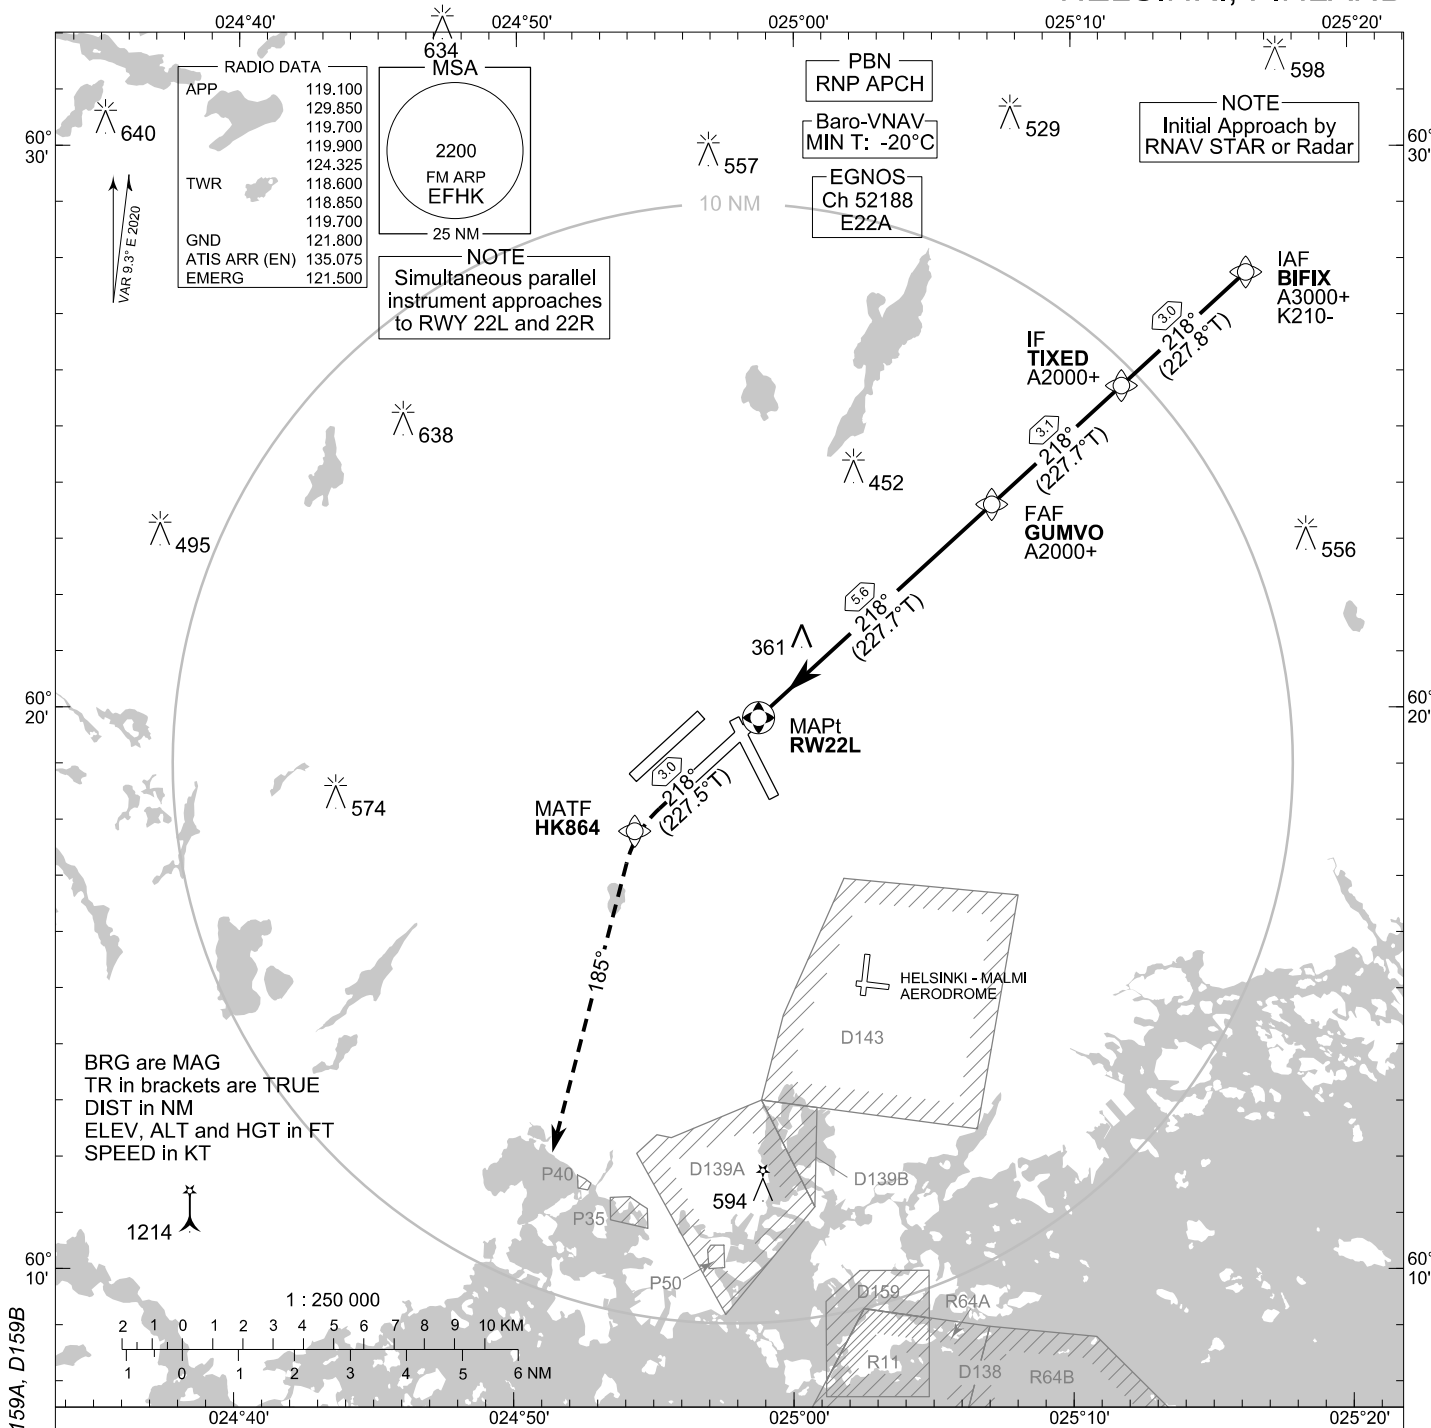 024°40'
024°50'
025°00'
025°10'
025°20'
634
598
RADIO DATA
APP 119.100
129.850
119.700
119.900
124.325
TWR 118.600
118.850
119.700
GND 121.800
ATIS ARR (EN) 135.075
EMERG 121.500
MSA
2200
FM ARP
EFHK
25 NM
PBN
RNP APCH
Baro-VNAV
MIN T: -20°C
EGNOS
Ch 52188
E22A
NOTE
Initial Approach by
RNAV STAR or Radar
640
529
557
60°
30'
60°
30'
VAR 9.3° E 2020
NOTE
Simultaneous parallel
instrument approaches
to RWY 22L and 22R
10 NM
IAF
BIFIX
A3000+
K210-
3.0
218°
(227.8°T)
IF
TIXED
A2000+
3.1
218°
(227.7°T)
638
452
495
FAF
GUMVO
A2000+
556
5.6
218°
(227.7°T)
361
60°
20'
60°
20'
MAPt
RW22L
3.0
218°
(227.5°T)
574
MATF
HK864
185°
HELSINKI - MALMI
AERODROME
D143
BRG are MAG
TR in brackets are TRUE
DIST in NM
ELEV, ALT and HGT in FT
SPEED in KT
P40
D139A
D139B
594
P35
1214
60°
10'
60°
10'
P50
D159
R64A
R11
D138
R64B
1 : 250 000
2 1 0 1 2 3 4 5 6 7 8 9 10 KM
1 0 1 2 3 4 5 6 NM
159A, D159B
024°40'
024°50'
025°00'
025°10'
025°20'